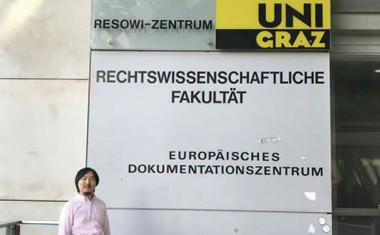 RESOWI-ZENTRUM
UNI
GRAZ
RECHTSWISSENSCHAFTLICHE
FAKULTÄT
EUROPÄISCHES
DOKUMENTATIONSZENTRUM